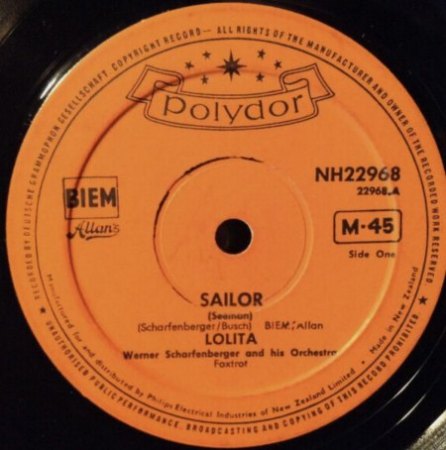 COPYRIGHT RECORD — ALL RIGHTS OF THE MANUFACTURER AND OWNER OF THE RECORDED WORK RESERVED
RECORDED BY DEUTSCHE GRAMMOPHON GESELLSCHAFT.
polydor
NH22968
22968.A
BIEM
Allan's
M-45
Side One
SAILOR
(Seeman)
(Scharfenberger/Busch) BIEM, Allan
LOLITA
Werner Scharfenberger and his Orchestra
Foxtrot
Manufactured for and distributed by Philips Electrical Industries of New Zealand Limited • Made in New Zealand
UNAUTHORISED PUBLIC PERFORMANCE, BROADCASTING AND COPYING OF THIS RECORD PROHIBITED